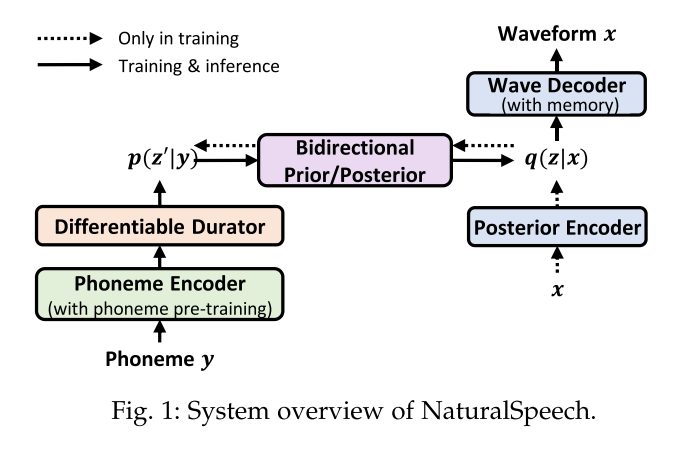 Only in training
Training & inference
Waveform x
Wave Decoder
(with memory)
p(z′|y)
Bidirectional
Prior/Posterior
q(z|x)
Differentiable Durator
Posterior Encoder
Phoneme Encoder
(with phoneme pre-training)
x
Phoneme y
Fig. 1: System overview of NaturalSpeech.